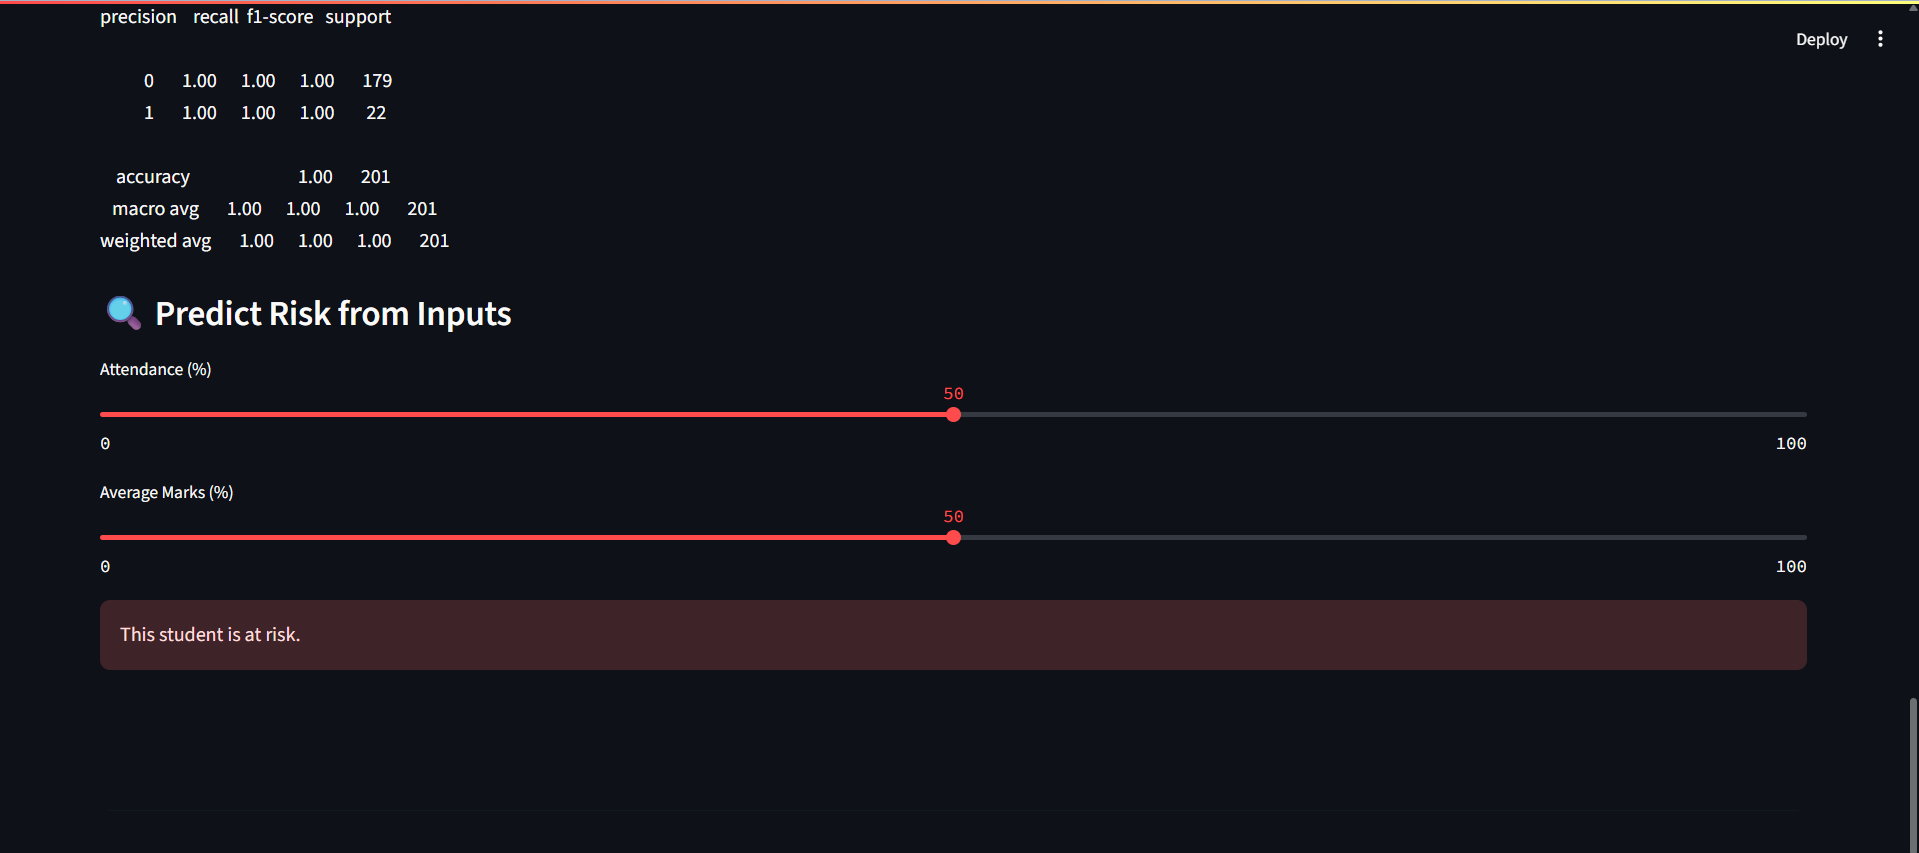 precision recall f1-score support
Deploy
0 1.00 1.00 1.00 179
1 1.00 1.00 1.00 22
accuracy 1.00 201
macro avg 1.00 1.00 1.00 201
weighted avg 1.00 1.00 1.00 201
Predict Risk from Inputs
Attendance (%)
50
0 100
Average Marks (%)
50
0 100
This student is at risk.